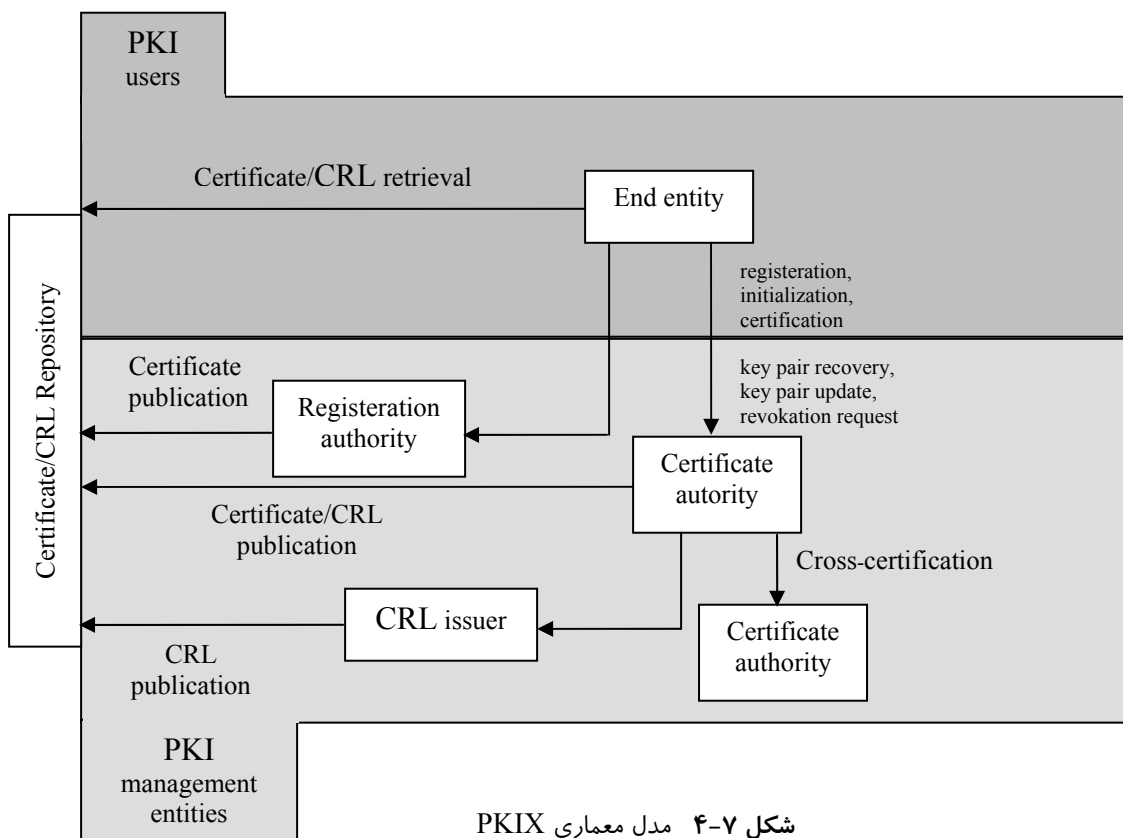 PKI
users
Certificate/CRL retrieval
End entity
registeration,
initialization,
certification
Certificate/CRL Repository
Certificate
publication
Registeration
authority
key pair recovery,
key pair update,
revokation request
Certificate
autority
Certificate/CRL
publication
Cross-certification
CRL issuer
Certificate
authority
CRL
publication
PKI
management
entities
شکل ۷-۴ مدل معماری PKIX